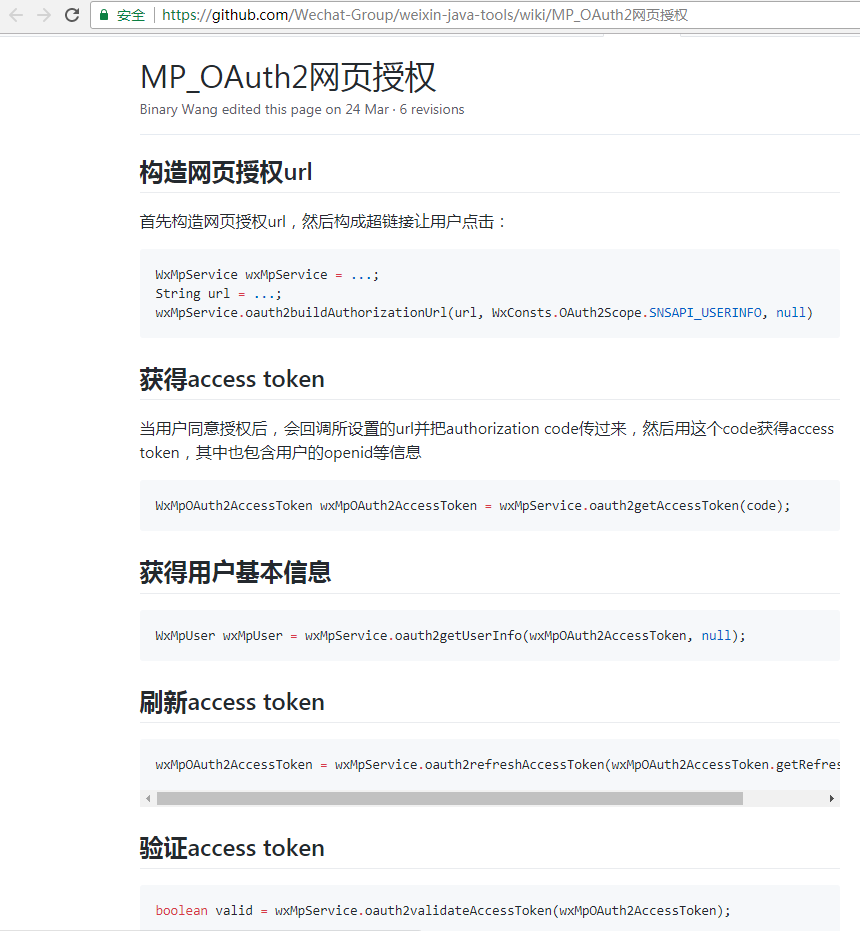 安全 https://github.com/Wechat-Group/weixin-java-tools/wiki/MP_OAuth2网页授权
MP_OAuth2网页授权
Binary Wang edited this page on 24 Mar · 6 revisions
构造网页授权url
首先构造网页授权url，然后构成超链接让用户点击：
WxMpService wxMpService = ...;
String url = ...;
wxMpService.oauth2buildAuthorizationUrl(url, WxConsts.OAuth2Scope.SNSAPI_USERINFO, null)
获得access token
当用户同意授权后，会回调所设置的url并把authorization code传过来，然后用这个code获得access
token，其中也包含用户的openid等信息
WxMpOAuth2AccessToken wxMpOAuth2AccessToken = wxMpService.oauth2getAccessToken(code);
获得用户基本信息
WxMpUser wxMpUser = wxMpService.oauth2getUserInfo(wxMpOAuth2AccessToken, null);
刷新access token
wxMpOAuth2AccessToken = wxMpService.oauth2refreshAccessToken(wxMpOAuth2AccessToken.getRefres
验证access token
boolean valid = wxMpService.oauth2validateAccessToken(wxMpOAuth2AccessToken);